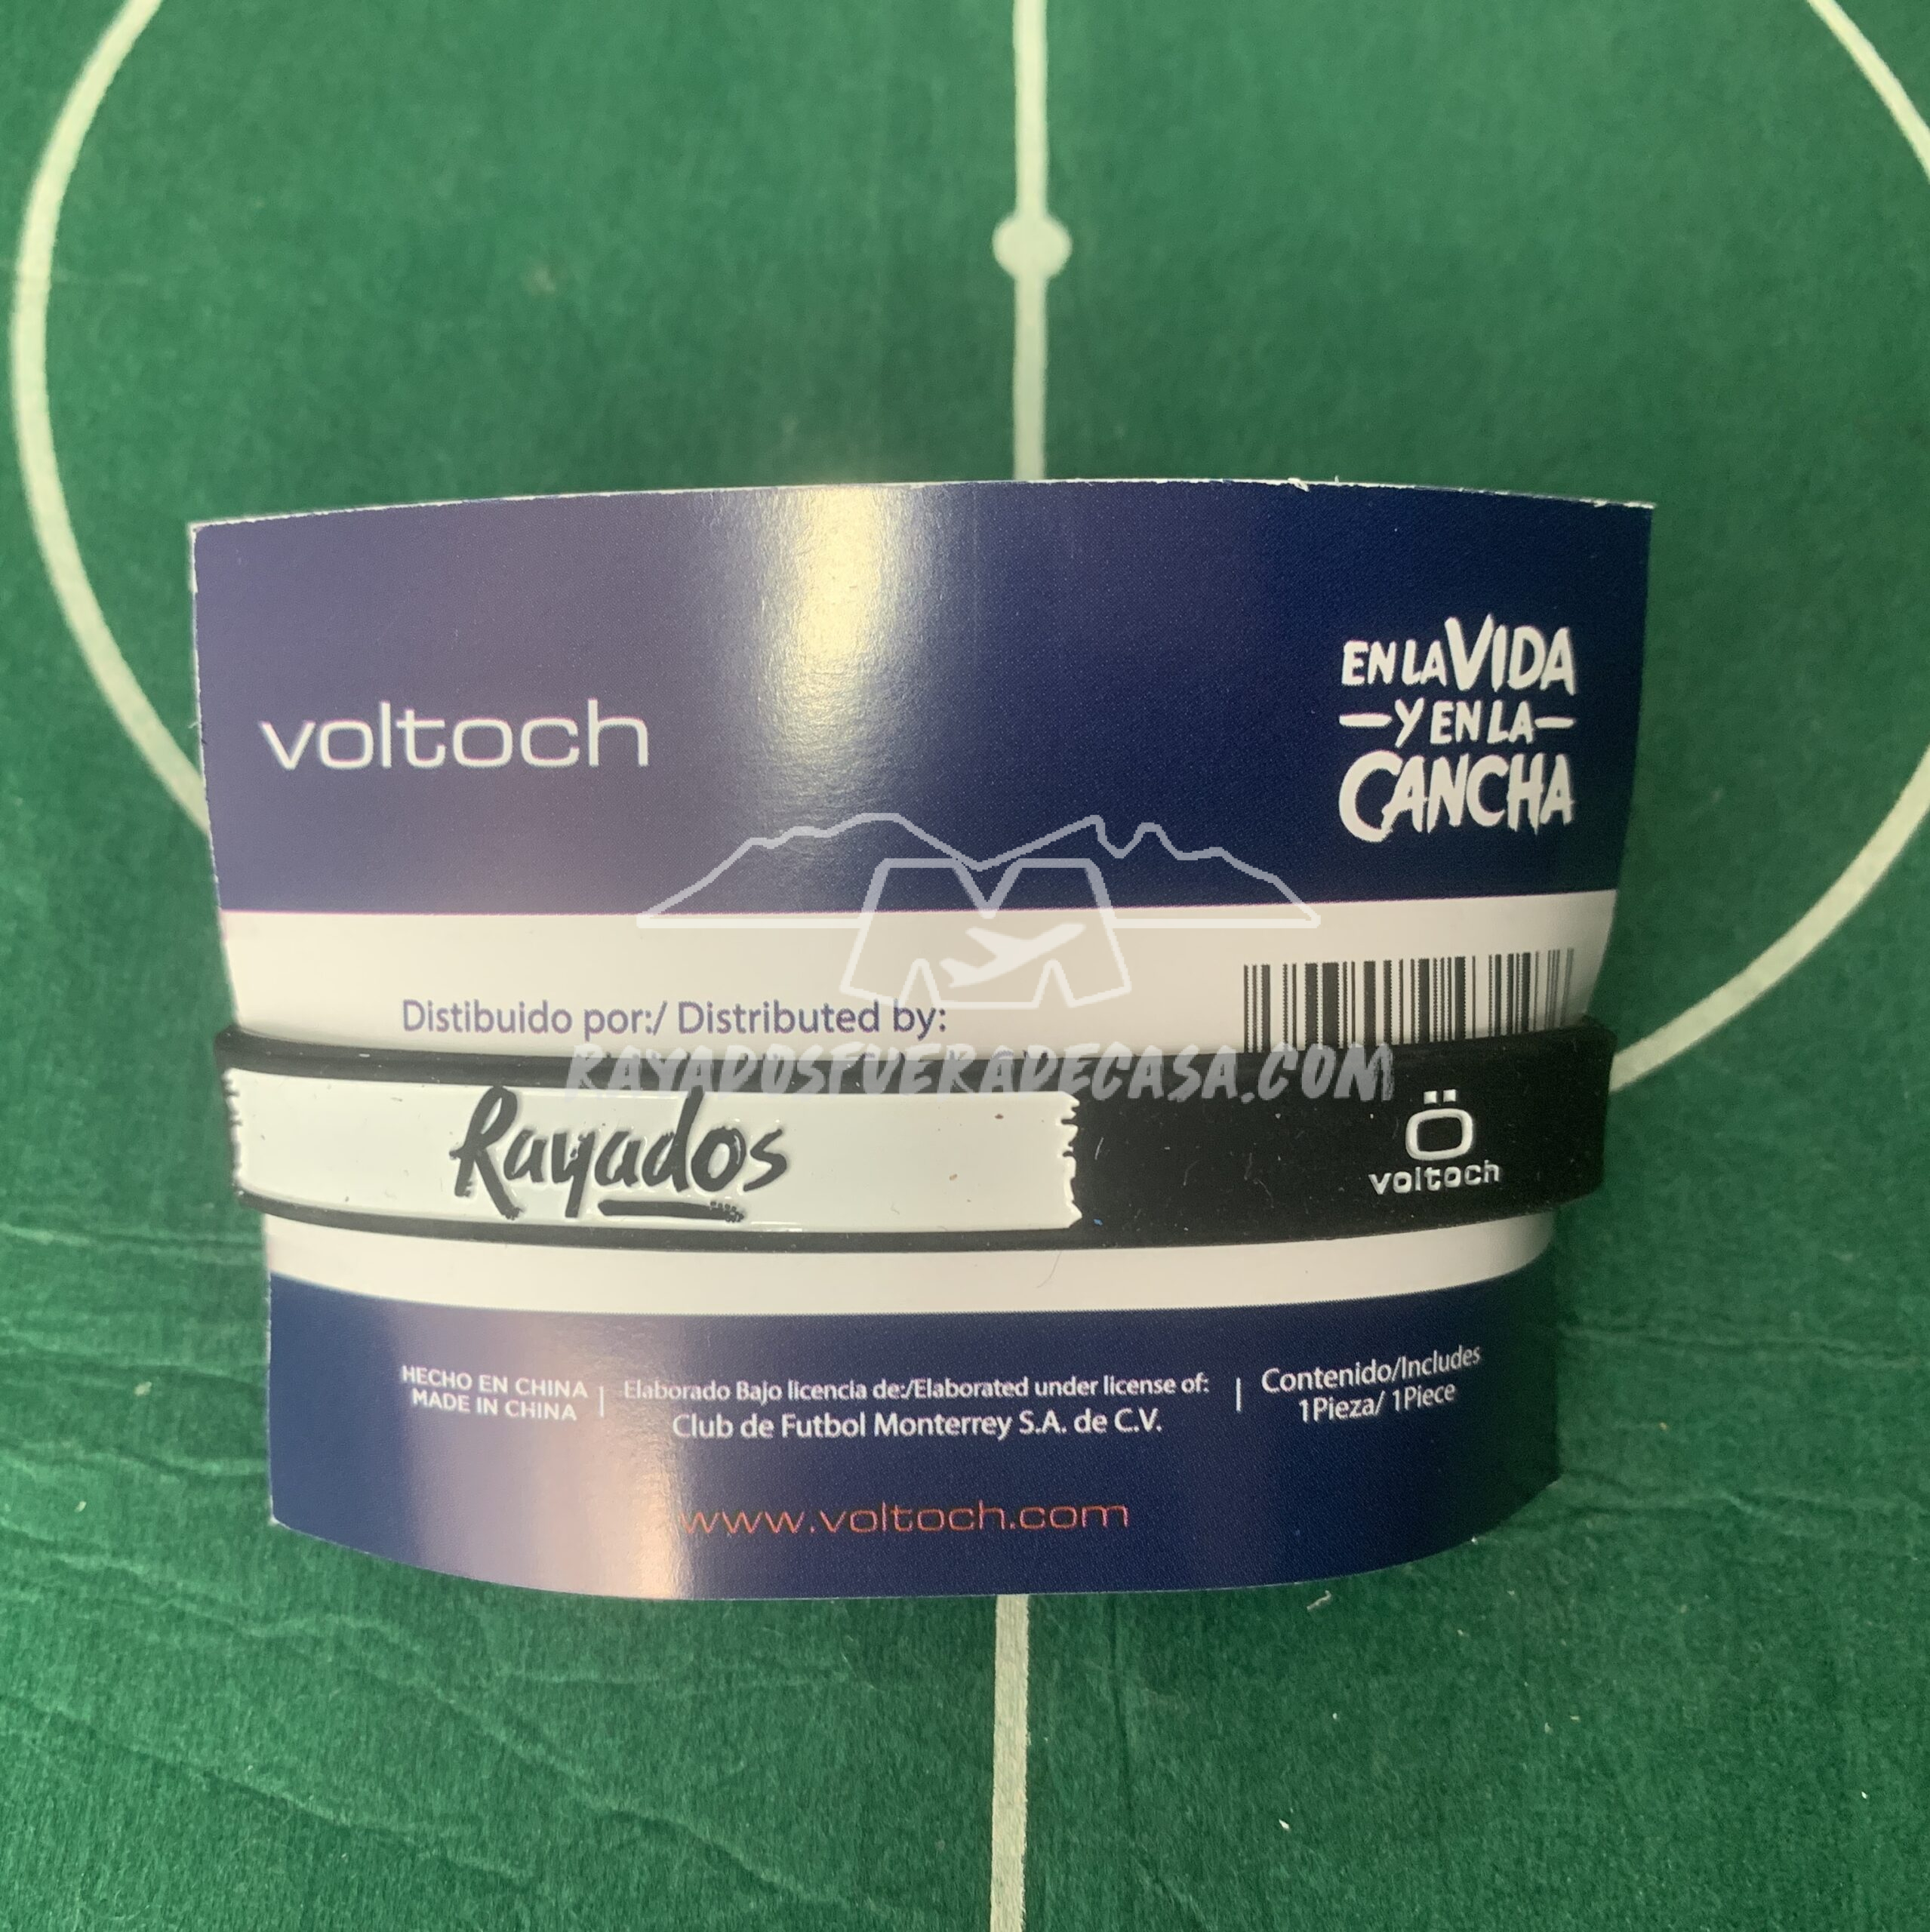 voltoch
EN LA VIDA
Y EN LA
CANCHA
Distibuido por:/ Distributed by:
RAYADOSFUERADECASA.COM
Rayados
Ö
voltoch
HECHO EN CHINA
MADE IN CHINA
Elaborado Bajo licencia de:/Elaborated under license of:
Club de Futbol Monterrey S.A. de C.V.
Contenido/Includes
1Pieza/ 1Piece
www.voltoch.com